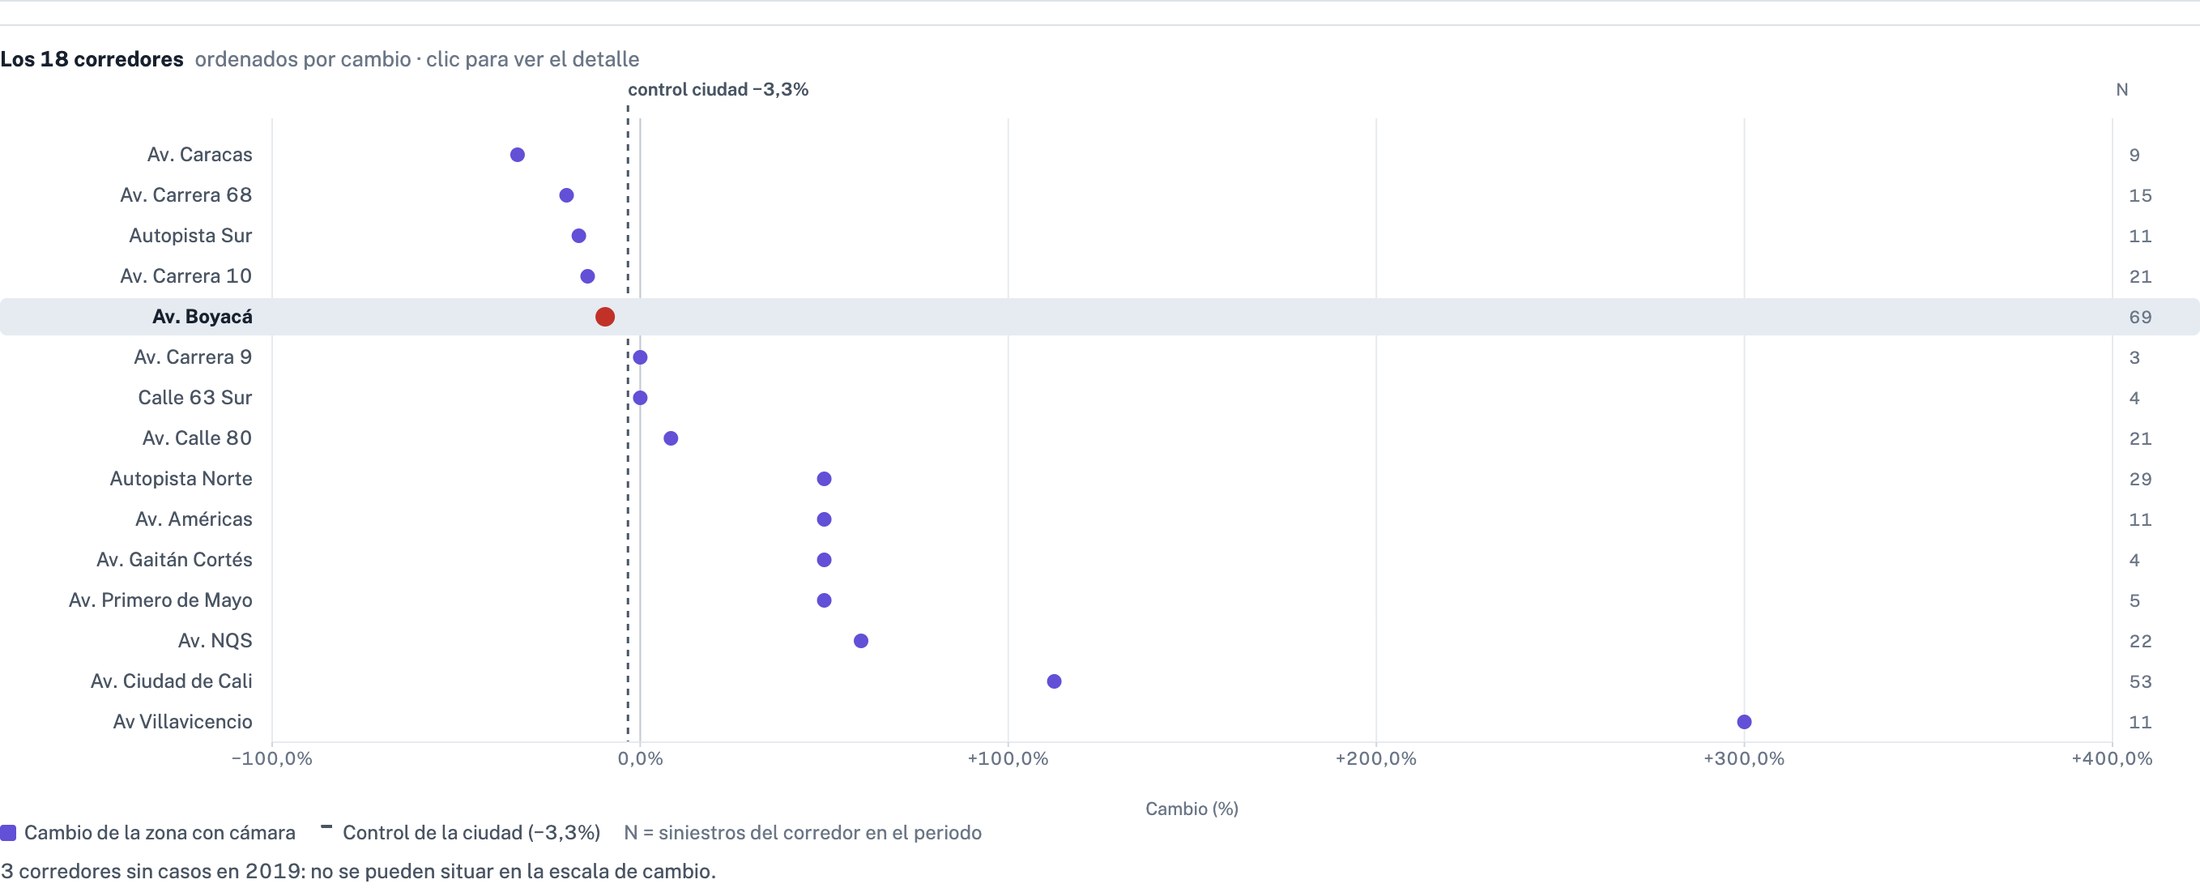 Los 18 corredores ordenados por cambio · clic para ver el detalle
control ciudad −3,3% N
Av. Caracas 9
Av. Carrera 68 15
Autopista Sur 11
Av. Carrera 10 21
Av. Boyacá 69
Av. Carrera 9 3
Calle 63 Sur 4
Av. Calle 80 21
Autopista Norte 29
Av. Américas 11
Av. Gaitán Cortés 4
Av. Primero de Mayo 5
Av. NQS 22
Av. Ciudad de Cali 53
Av Villavicencio 11
−100,0% 0,0% +100,0% +200,0% +300,0% +400,0%
Cambio (%)
Cambio de la zona con cámara Control de la ciudad (−3,3%) N = siniestros del corredor en el periodo
3 corredores sin casos en 2019: no se pueden situar en la escala de cambio.